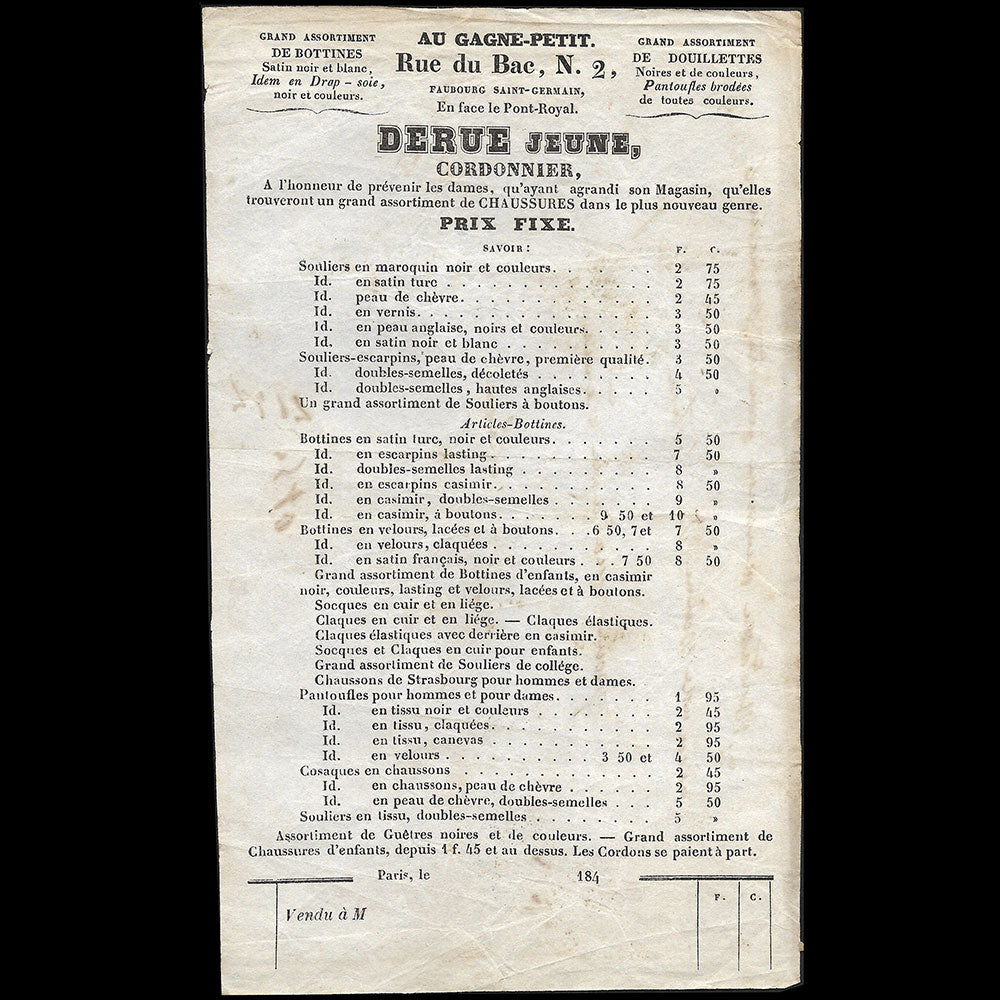 GRAND ASSORTIMENT
DE BOTTINES
Satin noir et blanc,
Idem en Drap-soie,
noir et couleurs.
AU GAGNE-PETIT.
Rue du Bac, N. 2,
FAUBOURG SAINT-GERMAIN,
En face le Pont-Royal.
GRAND ASSORTIMENT
DE DOUILLETTES
Noires et de couleurs,
Pantoufles brodées
de toutes couleurs.
DERUE JEUNE,
CORDONNIER,
A l'honneur de prévenir les dames, qu'ayant agrandi son Magasin, qu'elles
trouveront un grand assortiment de CHAUSSURES dans le plus nouveau genre.
PRIX FIXE.
SAVOIR : F. C.
Souliers en maroquin noir et couleurs. . . . . . . 2 75
Id. en satin turc . . . . . . . . . . . . . 2 75
Id. peau de chèvre. . . . . . . . . . . . 2 45
Id. en vernis. . . . . . . . . . . . . . . 3 50
Id. en peau anglaise, noirs et couleurs. . . . . 3 50
Id. en satin noir et blanc . . . . . . . . . . 3 50
Souliers-escarpins, peau de chèvre, première qualité. 3 50
Id. doubles-semelles, décoletés . . . . . . . . 4 50
Id. doubles-semelles, hautes anglaises. . . . . 5 »
Un grand assortiment de Souliers à boutons.
Articles-Bottines.
Bottines en satin turc, noir et couleurs. . . . . . . 5 50
Id. en escarpins lasting . . . . . . . . . . . 7 50
Id. doubles-semelles lasting . . . . . . . . . 8 »
Id. en escarpins casimir. . . . . . . . . . . 8 50
Id. en casimir, doubles-semelles . . . . . . . 9 »
Id. en casimir, à boutons. . . . . . . 9 50 et 10 »
Bottines en velours, lacées et à boutons. . . 6 50, 7 et 7 50
Id. en velours, claquées . . . . . . . . . . . 8 »
Id. en satin français, noir et couleurs . . . 7 50 8 50
Grand assortiment de Bottines d'enfants, en casimir
noir, couleurs, lasting et velours, lacées et à boutons.
Socques en cuir et en liége.
Claques en cuir et en liége. — Claques élastiques.
Claques élastiques avec derrière en casimir.
Socques et Claques en cuir pour enfants.
Grand assortiment de Souliers de collége.
Chaussons de Strasbourg pour hommes et dames.
Pantoufles pour hommes et pour dames. . . . . . . 1 95
Id. en tissu noir et couleurs . . . . . . . . 2 45
Id. en tissu, claquées. . . . . . . . . . . . 2 95
Id. en tissu, canevas . . . . . . . . . . . . 2 95
Id. en velours . . . . . . . . . . . 3 50 et 4 50
Cosaques en chaussons . . . . . . . . . . . . . . 2 45
Id. en chaussons, peau de chèvre . . . . . . 2 95
Id. en peau de chèvre, doubles-semelles . . . 5 50
Souliers en tissu, doubles-semelles . . . . . . . . . 5 »
Assortiment de Guêtres noires et de couleurs. — Grand assortiment de
Chaussures d'enfants, depuis 1 f. 45 et au dessus. Les Cordons se paient à part.
Paris, le 184
F. C.
Vendu à M